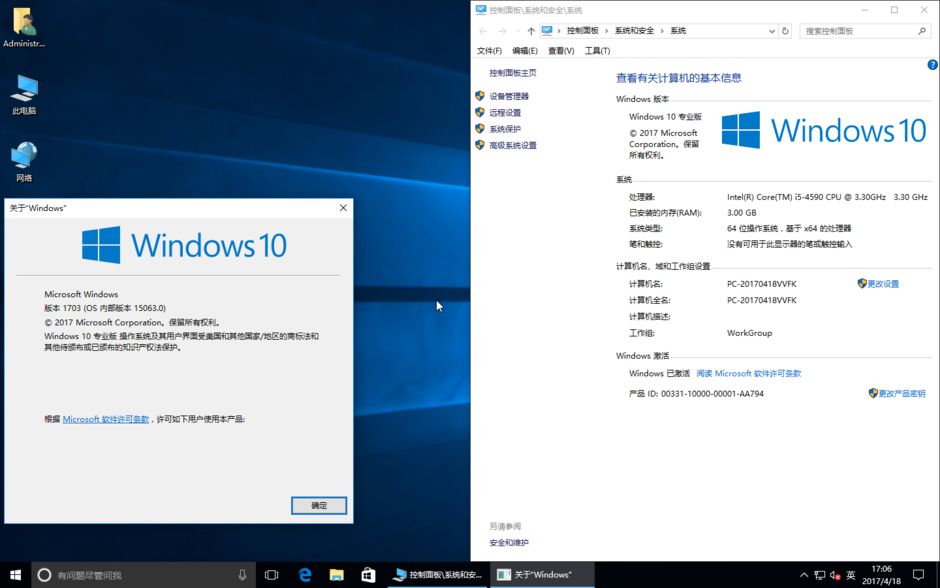 Administr...
此电脑
网络
关于"Windows"
Windows 10
Microsoft Windows
版本 1703 (OS 内部版本 15063.0)
© 2017 Microsoft Corporation。保留所有权利。
Windows 10 专业版 操作系统及其用户界面受美国和其他国家/地区的商标法和
其他待颁布或已颁布的知识产权法保护。
根据 Microsoft 软件许可条款，许可如下用户使用本产品:
确定
控制面板\系统和安全\系统
控制面板 › 系统和安全 › 系统
搜索控制面板
文件(F) 编辑(E) 查看(V) 工具(T)
控制面板主页
设备管理器
远程设置
系统保护
高级系统设置
另请参阅
安全和维护
?
查看有关计算机的基本信息
Windows 版本
Windows 10 专业版
© 2017 Microsoft
Corporation。保留
所有权利。
Windows 10
系统
处理器: Intel(R) Core(TM) i5-4590 CPU @ 3.30GHz 3.30 GHz
已安装的内存(RAM): 3.00 GB
系统类型: 64 位操作系统，基于 x64 的处理器
笔和触控: 没有可用于此显示器的笔或触控输入
计算机名、域和工作组设置
计算机名: PC-20170418VVFK 更改设置
计算机全名: PC-20170418VVFK
计算机描述:
工作组: WorkGroup
Windows 激活
Windows 已激活 阅读 Microsoft 软件许可条款
产品 ID: 00331-10000-00001-AA794 更改产品密钥
有问题尽管问我
控制面板\系统和安...
关于"Windows"
英
17:06
2017/4/18